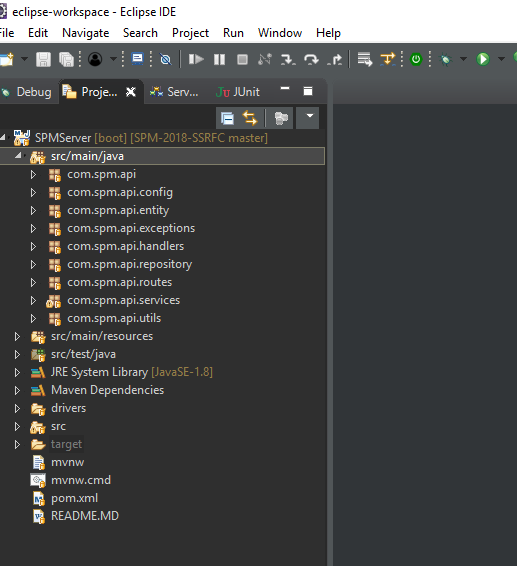 eclipse-workspace - Eclipse IDE
File Edit Navigate Search Project Run Window Help
Debug Proje... Serv... JUnit
SPMServer [boot] [SPM-2018-SSRFC master]
src/main/java
com.spm.api
com.spm.api.config
com.spm.api.entity
com.spm.api.exceptions
com.spm.api.handlers
com.spm.api.repository
com.spm.api.routes
com.spm.api.services
com.spm.api.utils
src/main/resources
src/test/java
JRE System Library [JavaSE-1.8]
Maven Dependencies
drivers
src
target
mvnw
mvnw.cmd
pom.xml
README.MD